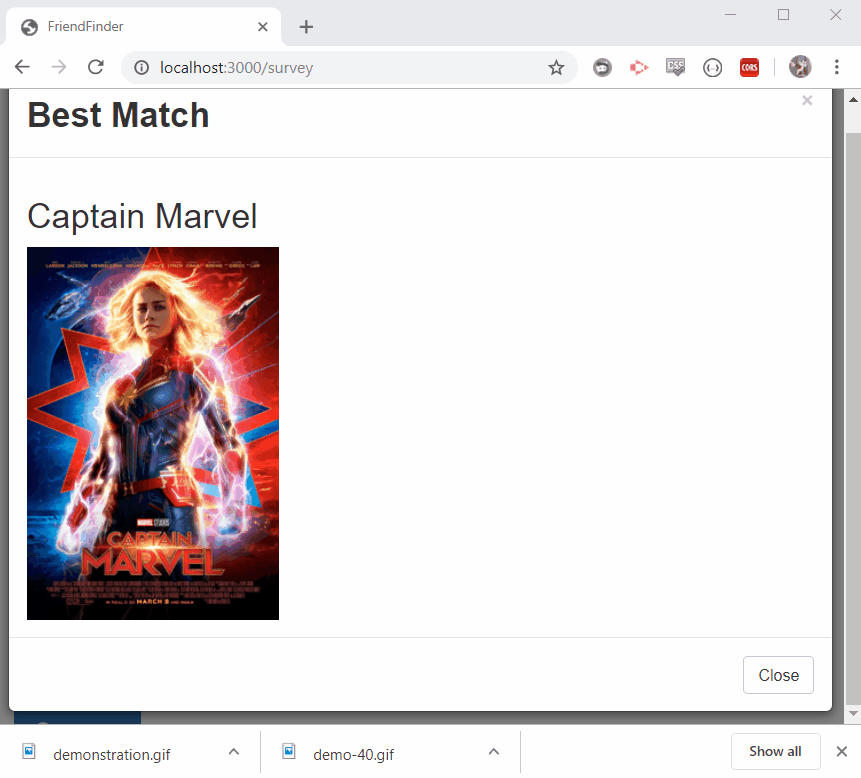 FriendFinder
localhost:3000/survey
CSS
CORS
Best Match
×
Captain Marvel
MARVEL STUDIOS
CAPTAIN
MARVEL
MARCH 8
Close
demonstration.gif
demo-40.gif
Show all